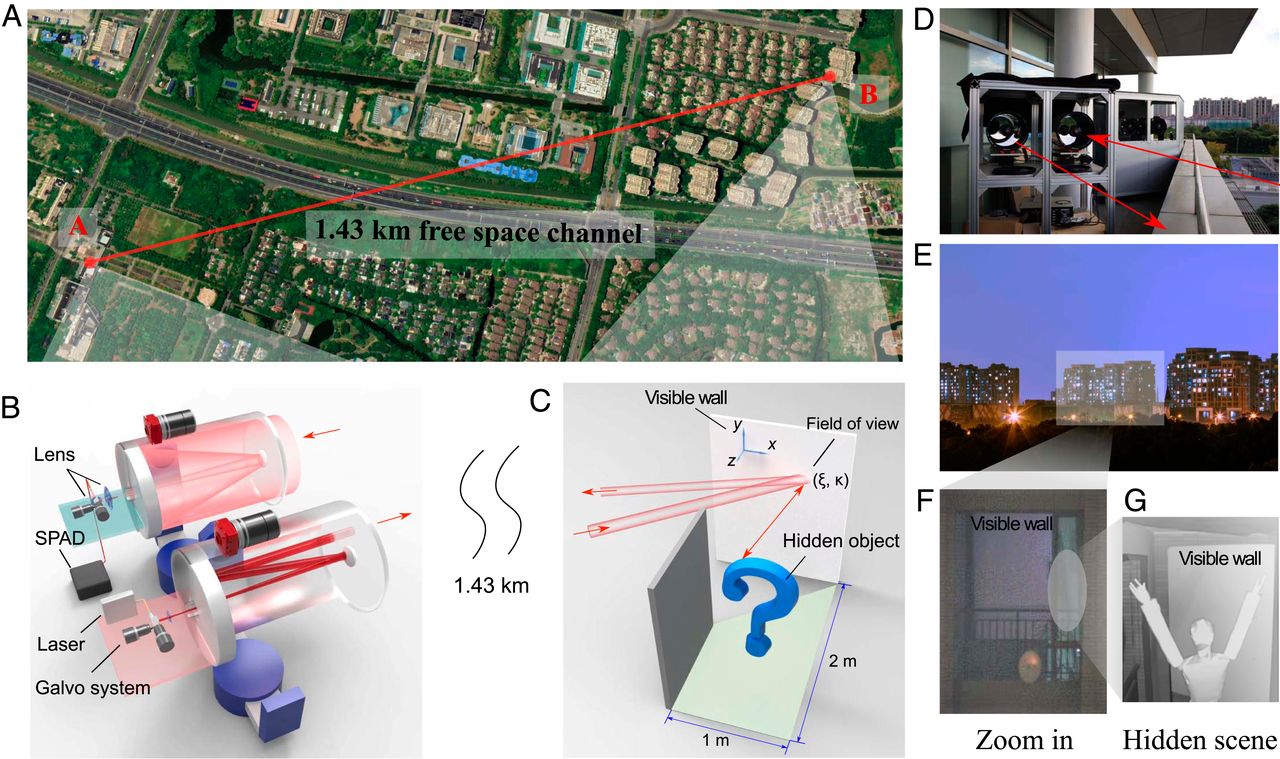 A
A
B
1.43 km free space channel
B
Lens
SPAD
Laser
Galvo system
1.43 km
C
Visible wall
y
x
z
Field of view
(ξ, κ)
Hidden object
2 m
1 m
D
E
F
Visible wall
Zoom in
G
Visible wall
Hidden scene